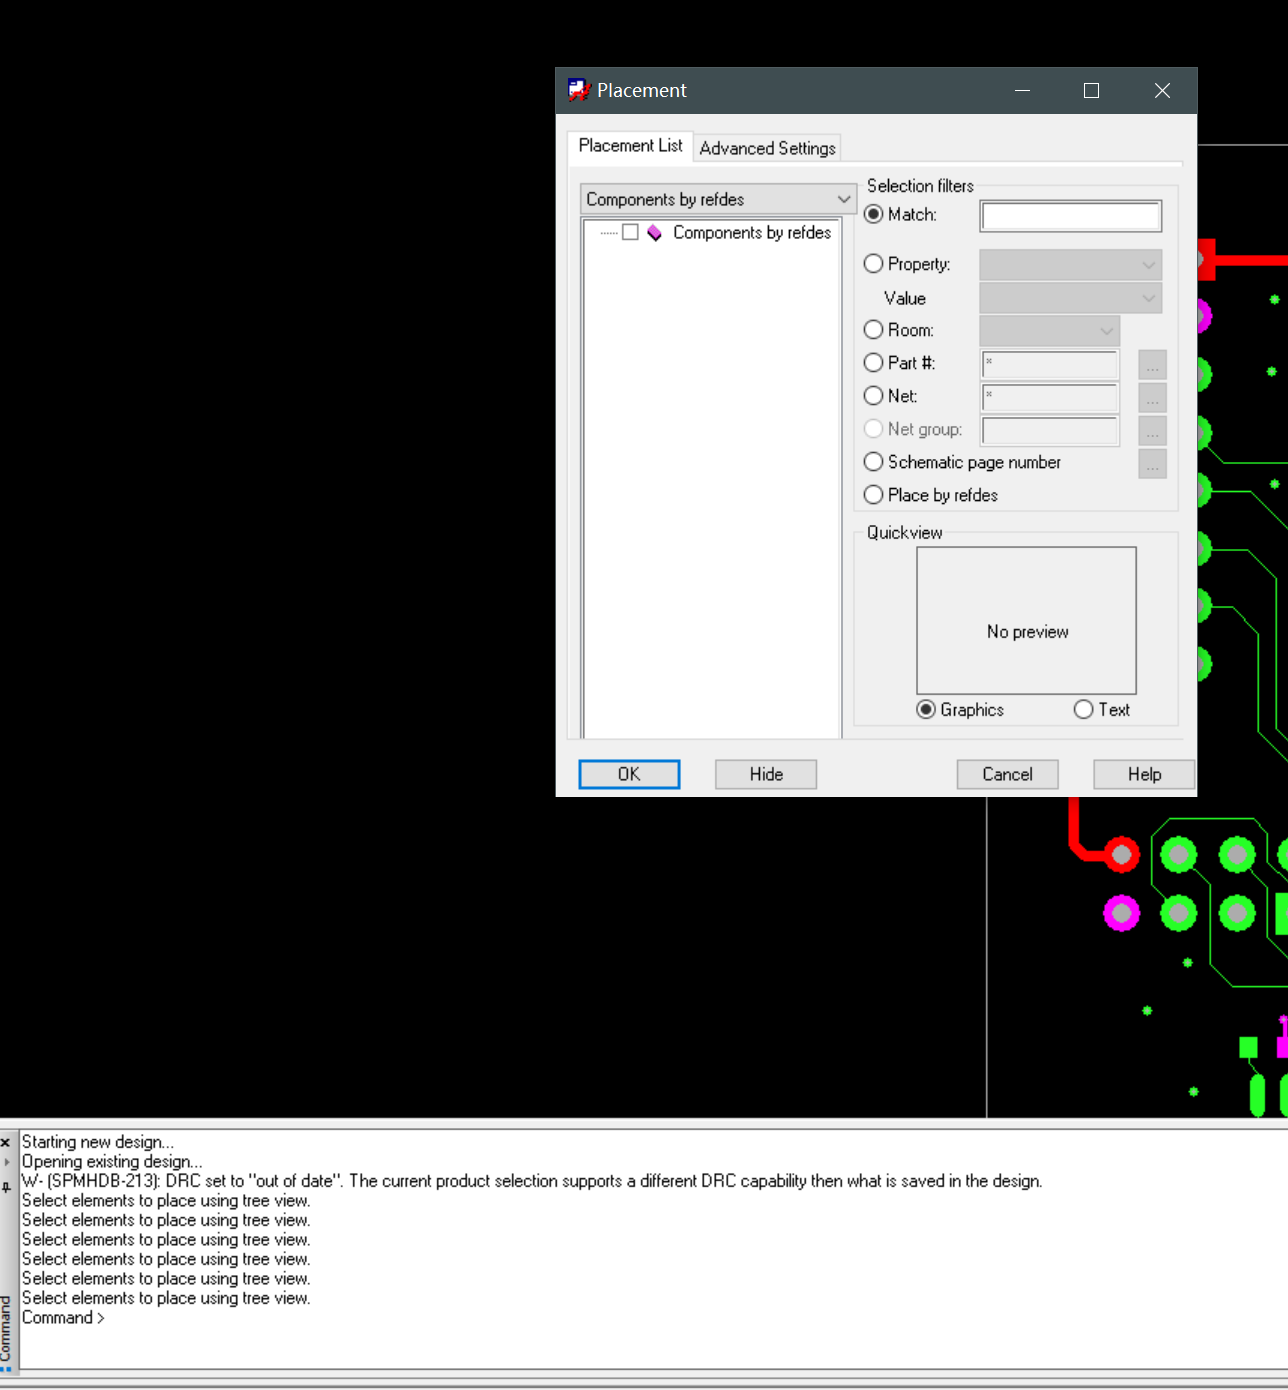 Placement
Placement List
Advanced Settings
Components by refdes
Components by refdes
Selection filters
Match:
Property:
Value
Room:
Part #:
*
...
Net:
*
...
Net group:
...
Schematic page number
...
Place by refdes
Quickview
No preview
Graphics
Text
OK
Hide
Cancel
Help
Starting new design...
Opening existing design...
W- (SPMHDB-213): DRC set to "out of date". The current product selection supports a different DRC capability then what is saved in the design.
Select elements to place using tree view.
Select elements to place using tree view.
Select elements to place using tree view.
Select elements to place using tree view.
Select elements to place using tree view.
Select elements to place using tree view.
Command >
Command